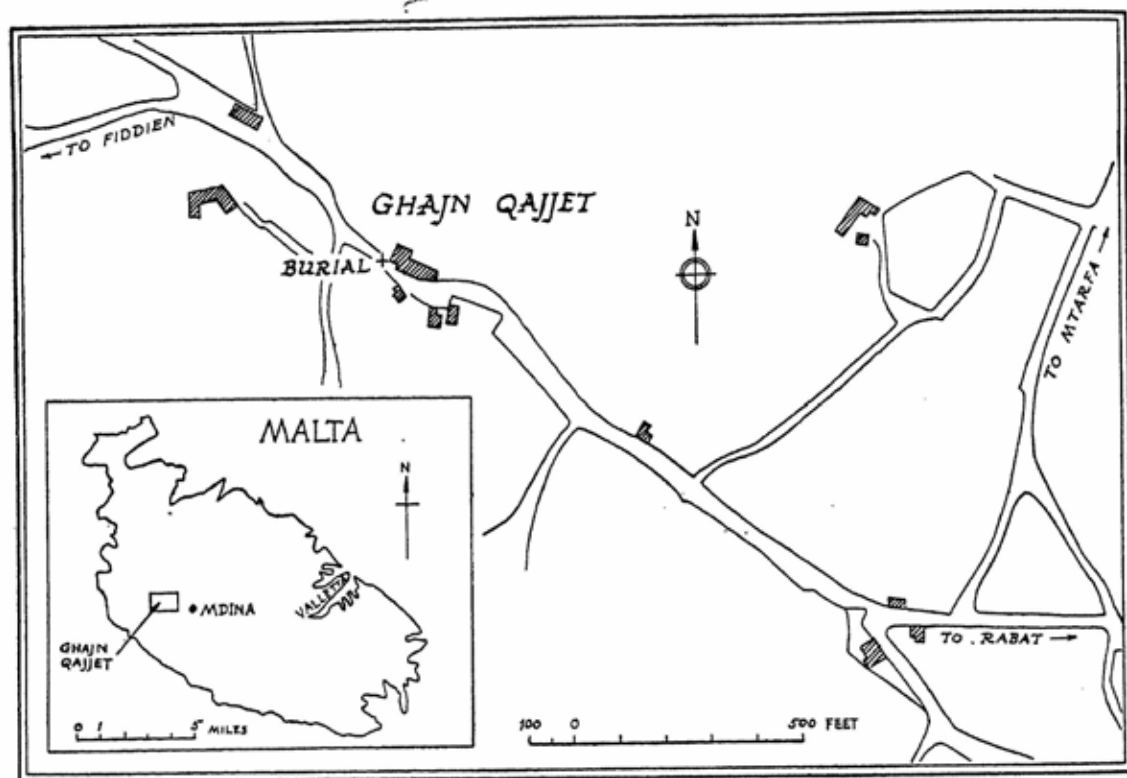 ← TO FIDDIEN
GHAJN QAJJET
BURIAL
N
TO MTARFA →
MALTA
N
VALLETTA
MDINA
GHAJN
QAJJET
0 1 5 MILES
TO . RABAT →
100 0 500 FEET